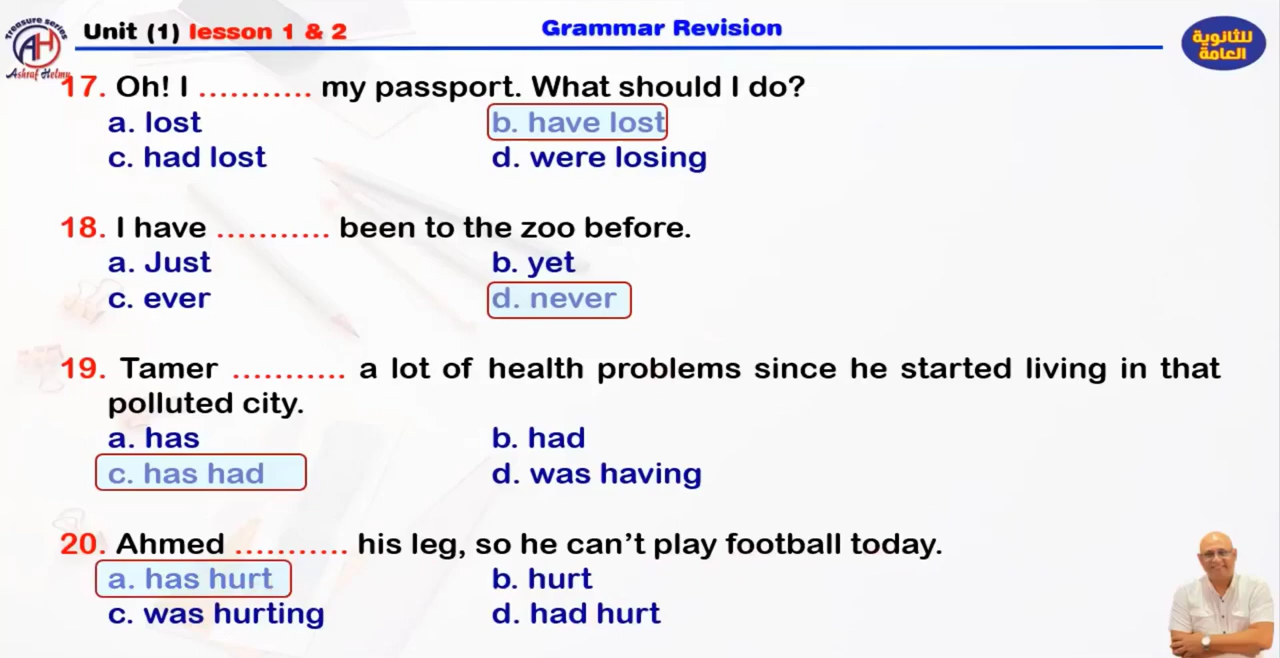 Treasure series
AH
Ashraf Helmy
Unit (1) lesson 1 & 2
Grammar Revision
للثانوية
العامة
17. Oh! I ........... my passport. What should I do?
a. lost
b. have lost
c. had lost
d. were losing
18. I have ........... been to the zoo before.
a. Just
b. yet
c. ever
d. never
19. Tamer ........... a lot of health problems since he started living in that
polluted city.
a. has
b. had
c. has had
d. was having
20. Ahmed ........... his leg, so he can’t play football today.
a. has hurt
b. hurt
c. was hurting
d. had hurt